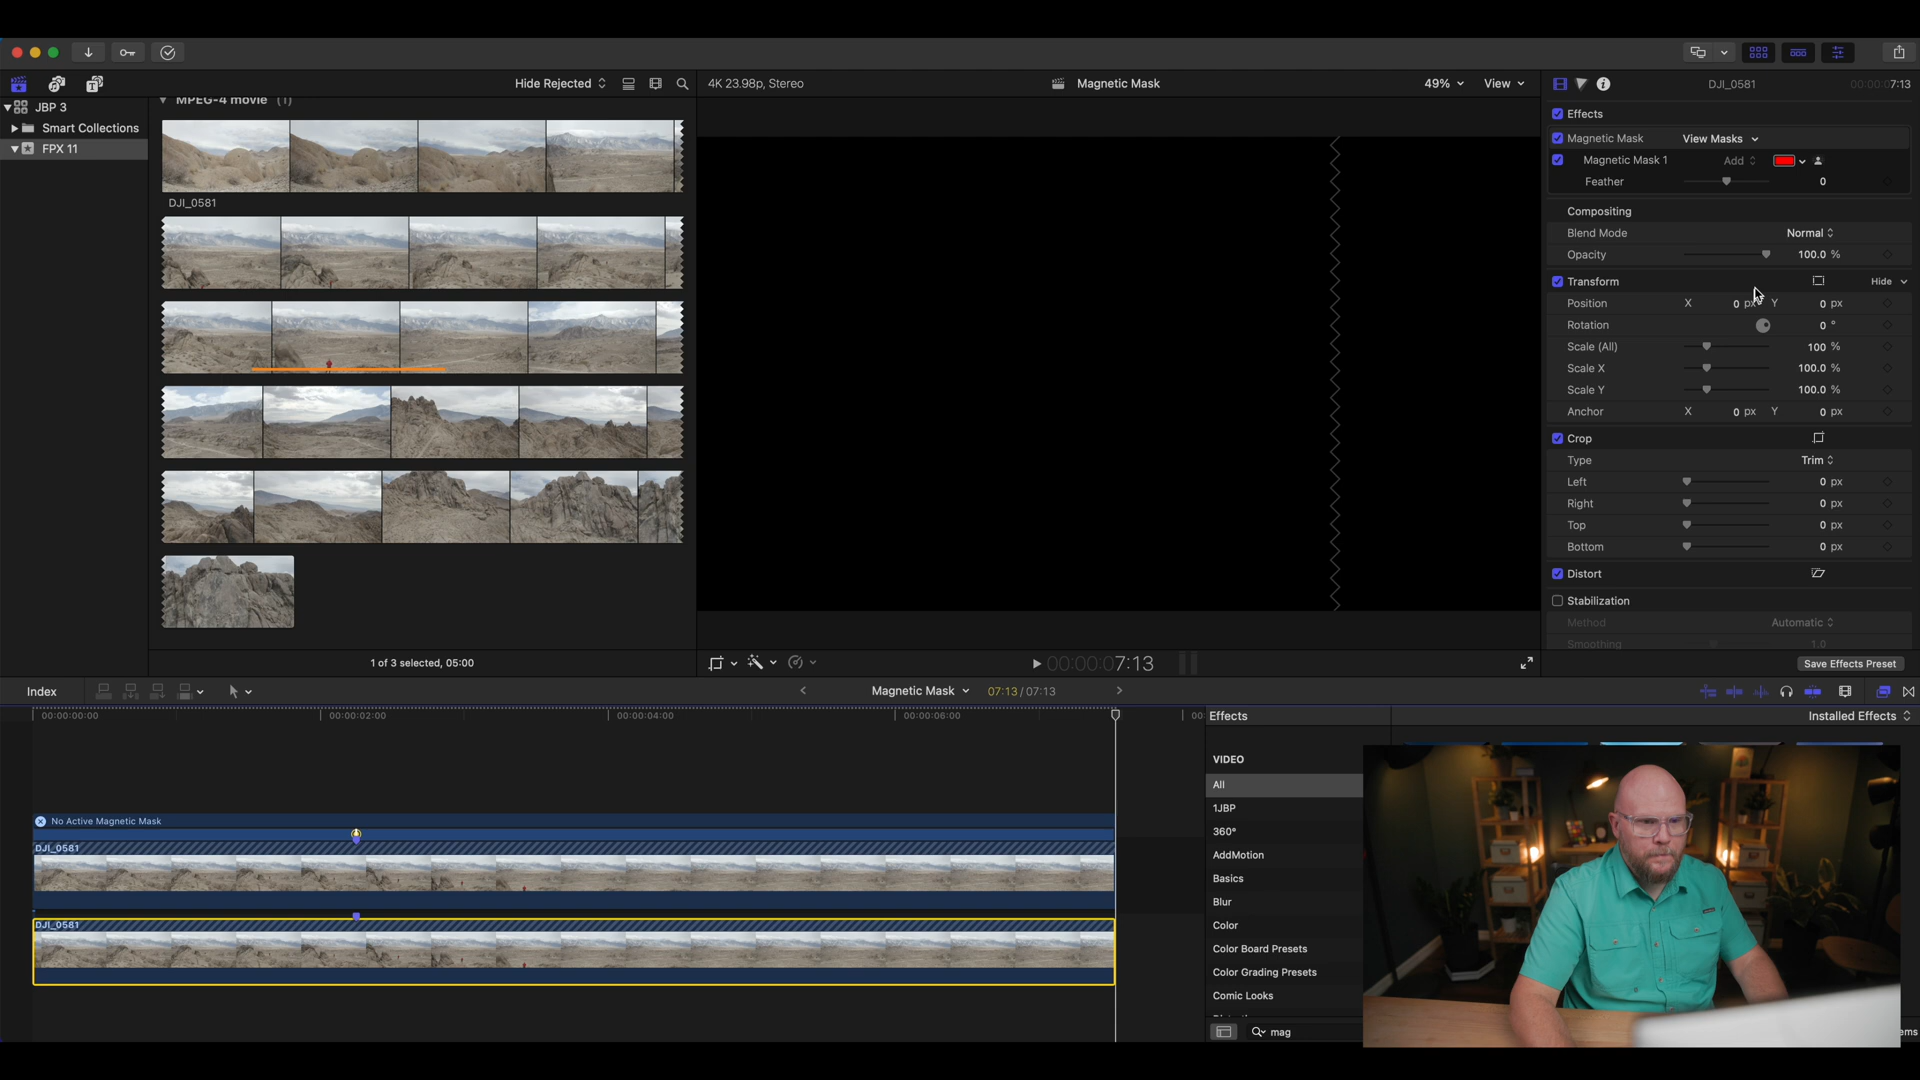 Hide Rejected
4K 23.98p, Stereo
Magnetic Mask
49%
View
DJI_0581
00:00:00:07:13
JBP 3
Smart Collections
FPX 11
MPEG-4 movie (1)
DJI_0581
1 of 3 selected, 05:00
00:00:00:07:13
Effects
Magnetic Mask
View Masks
Magnetic Mask 1
Add
Feather
0
Compositing
Blend Mode
Normal
Opacity
100.0 %
Transform
Hide
Position
X
0 px
Y
0 px
Rotation
0 °
Scale (All)
100 %
Scale X
100.0 %
Scale Y
100.0 %
Anchor
X
0 px
Y
0 px
Crop
Type
Trim
Left
0 px
Right
0 px
Top
0 px
Bottom
0 px
Distort
Stabilization
Method
Automatic
Smoothing
1.0
Save Effects Preset
Index
Magnetic Mask
07:13 / 07:13
00:00:00:00
00:00:02:00
00:00:04:00
00:00:06:00
00:
No Active Magnetic Mask
DJI_0581
DJI_0581
Effects
Installed Effects
VIDEO
All
1JBP
360°
AddMotion
Basics
Blur
Color
Color Board Presets
Color Grading Presets
Comic Looks
mag
ems